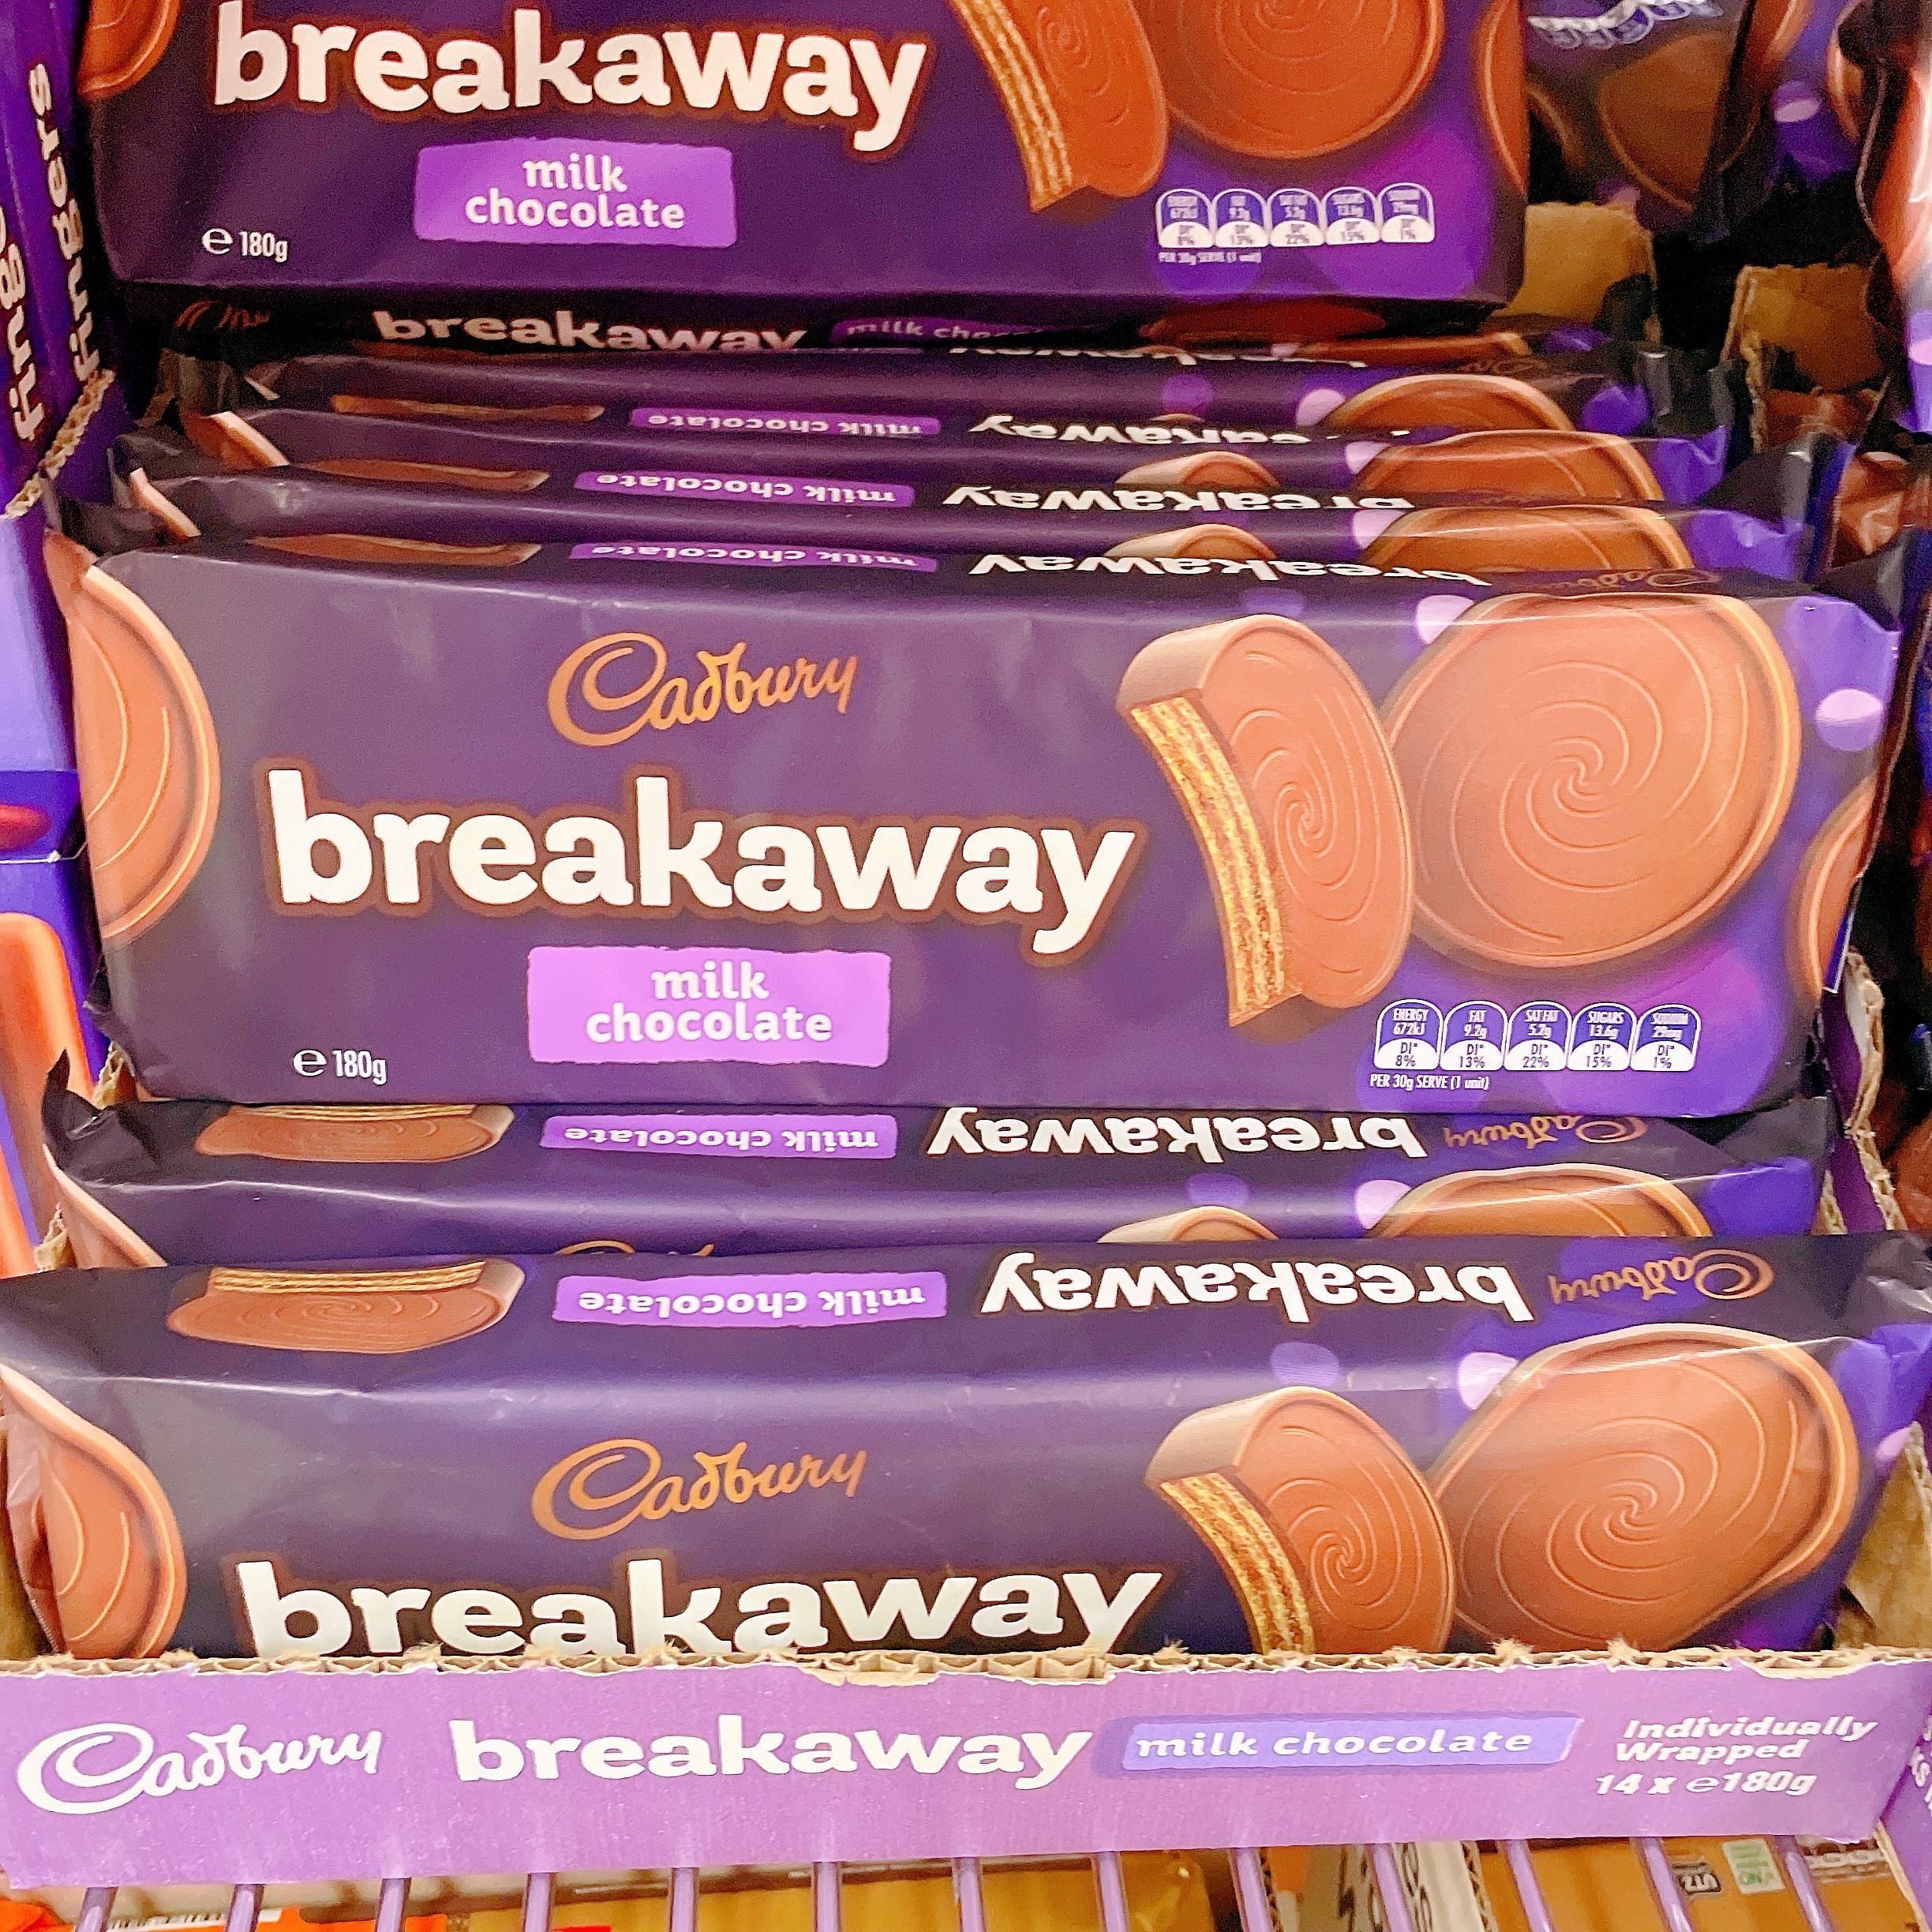 breakaway
milk
chocolate
e 180g
fingers
breakaway milk
milk chocolate
milk chocolate breakaway
milk chocolate breakaway
Cadbury
breakaway
milk
chocolate
e 180g
ENERGY 672kJ DI* 8%
FAT 9.2g DI* 13%
SAT FAT 5.2g DI* 22%
SUGARS 13.6g DI* 15%
SODIUM 29mg DI* 1%
PER 30g SERVE (1 unit)
Cadbury breakaway milk chocolate
Cadbury breakaway milk chocolate
Cadbury
breakaway
Cadbury breakaway milk chocolate
Individually
Wrapped
14 x e180g